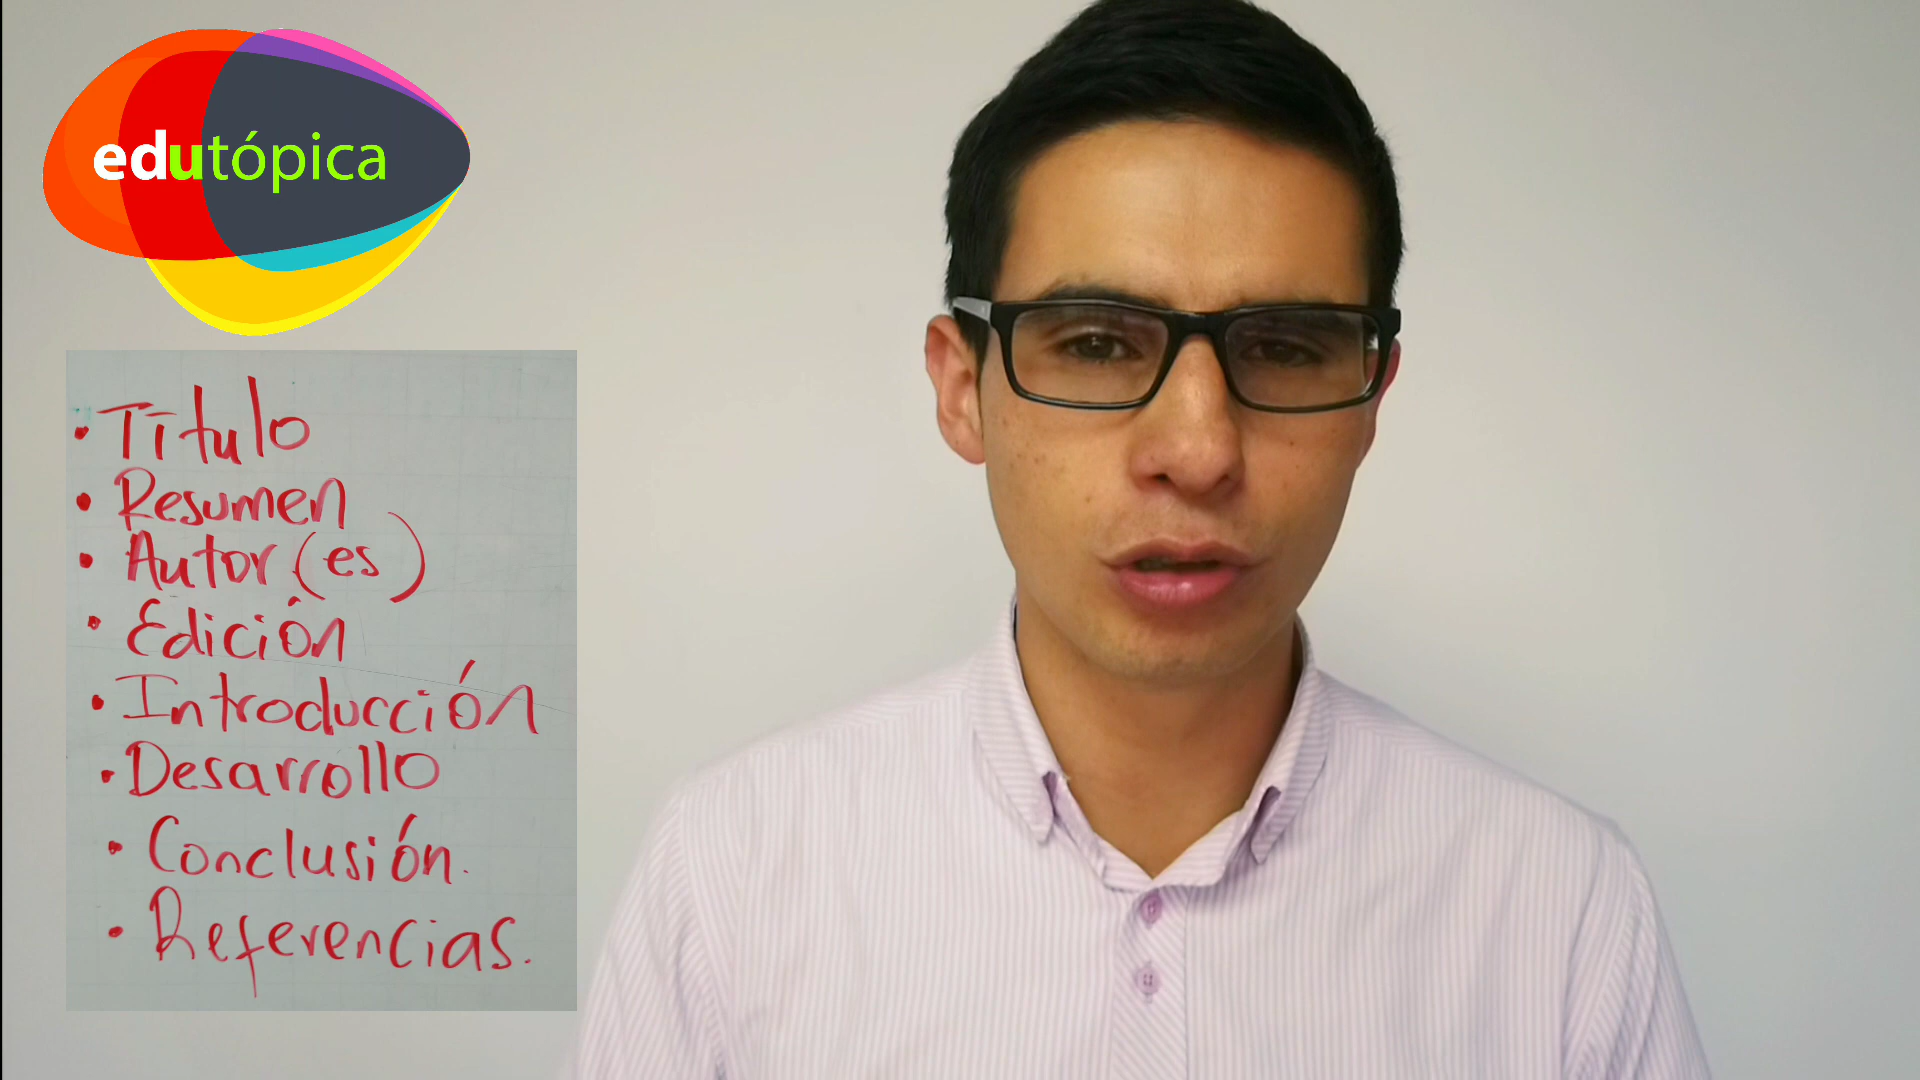 edutópica
• Título
• Resumen
• Autor(es)
• Edición
• Introducción
• Desarrollo
• Conclusión.
• Referencias.